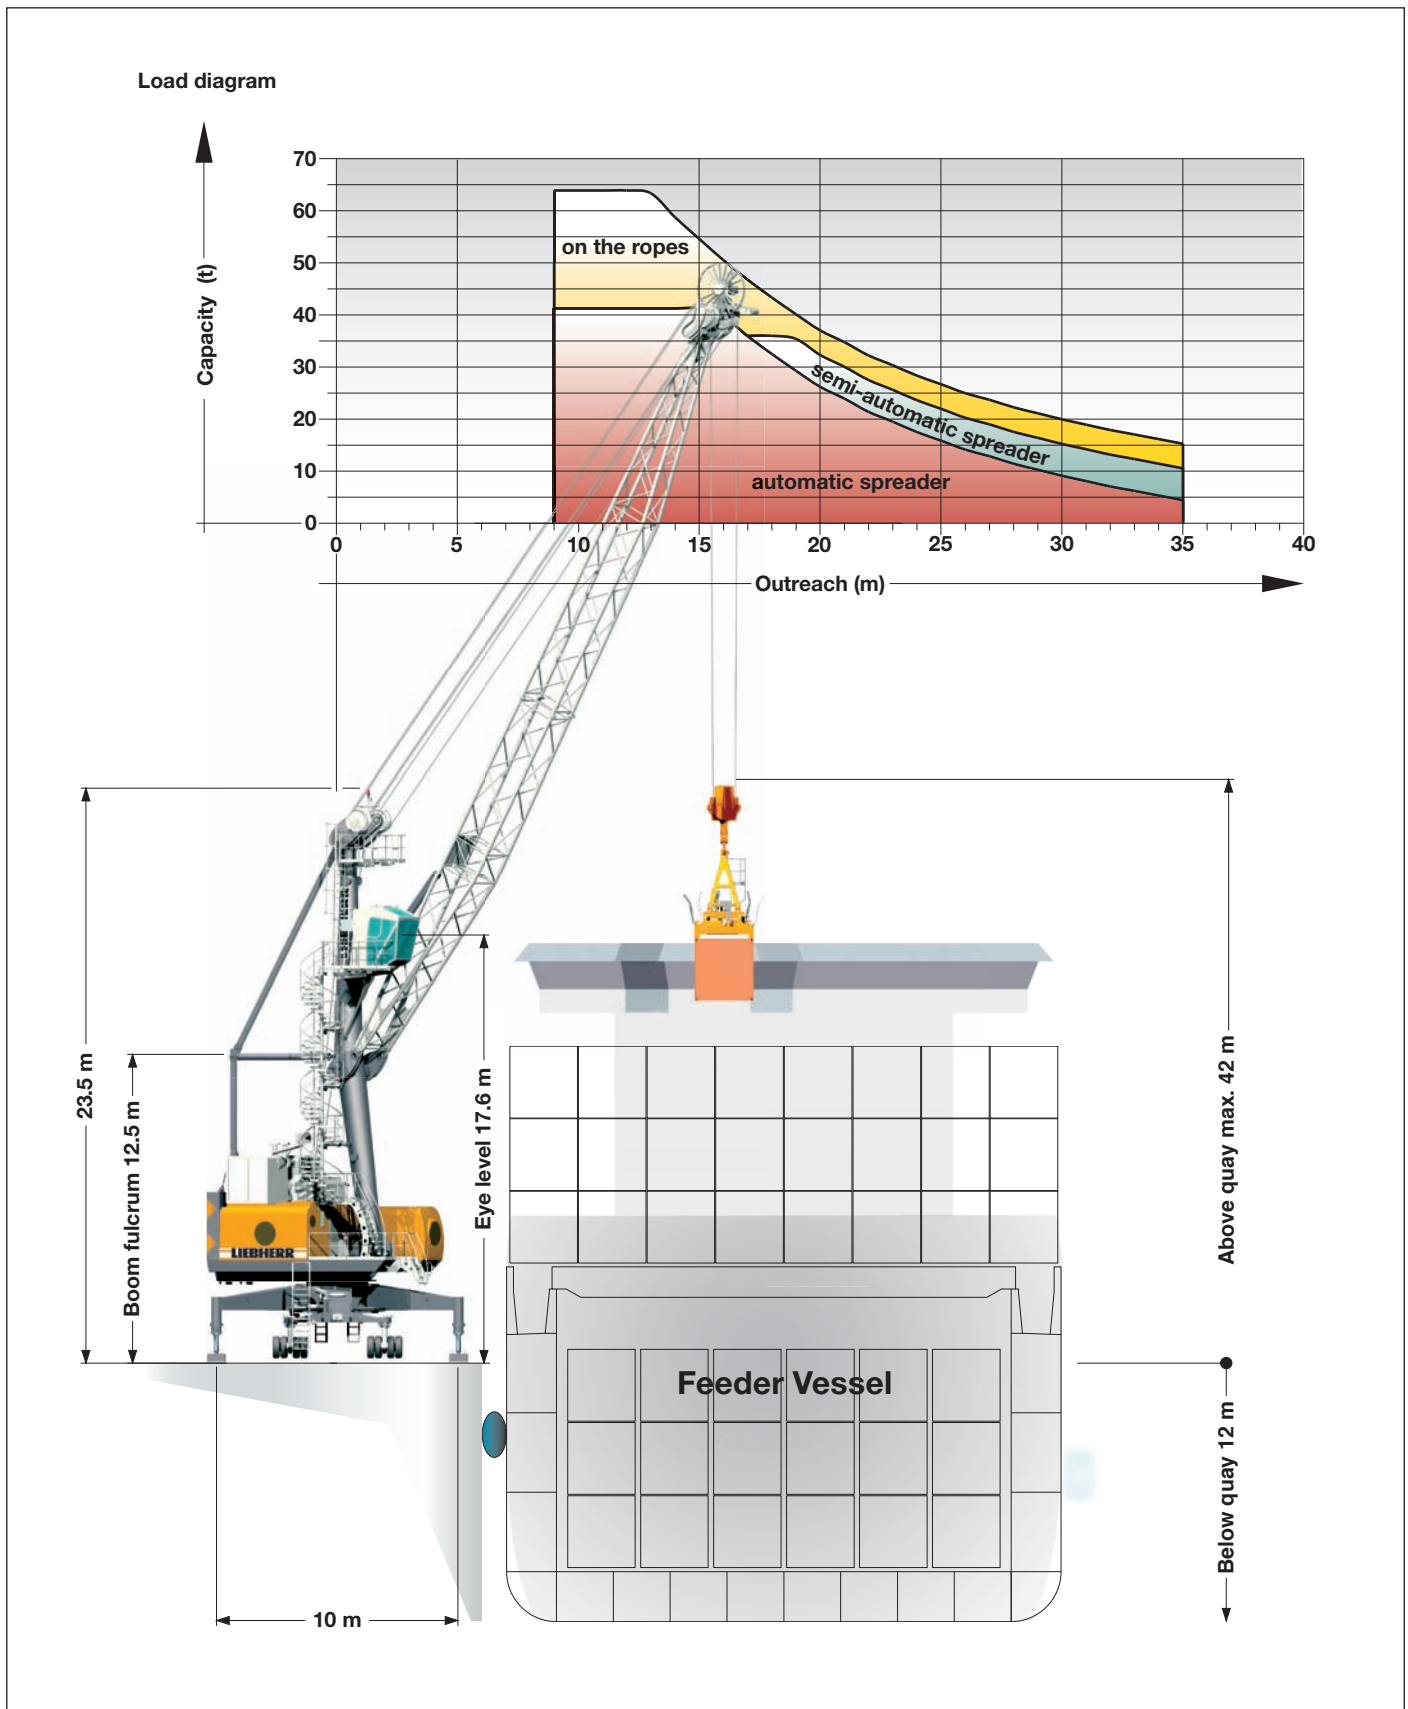 Load diagram
Capacity (t)
70
60
50
40
30
20
10
0
on the ropes
semi-automatic spreader
automatic spreader
0
5
10
15
20
25
30
35
40
Outreach (m)
23.5 m
Boom fulcrum 12.5 m
Eye level 17.6 m
Above quay max. 42 m
LIEBHERR
Feeder Vessel
Below quay 12 m
10 m